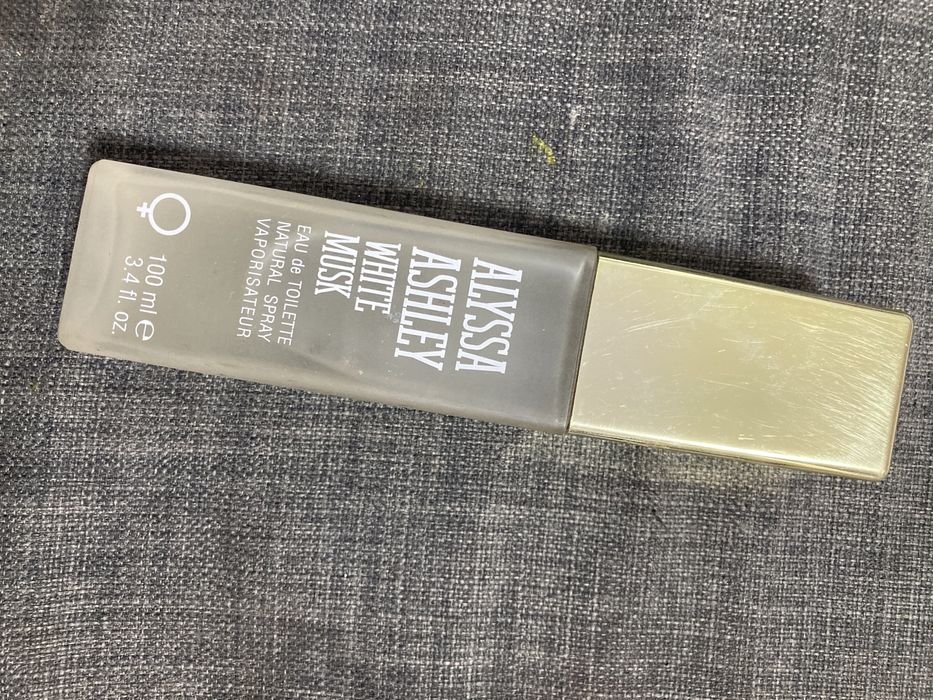 ALYSSA
ASHLEY
WHITE
MUSK
EAU de TOILETTE
NATURAL SPRAY
VAPORISATEUR
100 ml ℮
3.4 fl. oz.